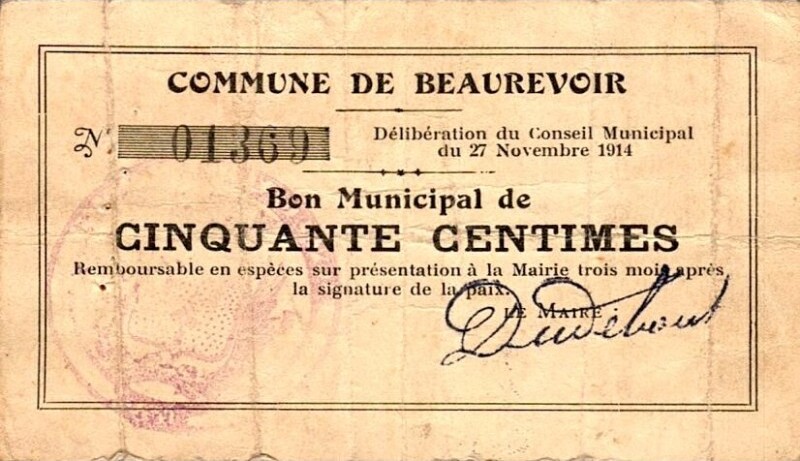 COMMUNE DE BEAUREVOIR
N° 01369
Délibération du Conseil Municipal
du 27 Novembre 1914
Bon Municipal de
CINQUANTE CENTIMES
Remboursable en espèces sur présentation à la Mairie trois mois après
la signature de la paix.
LE MAIRE